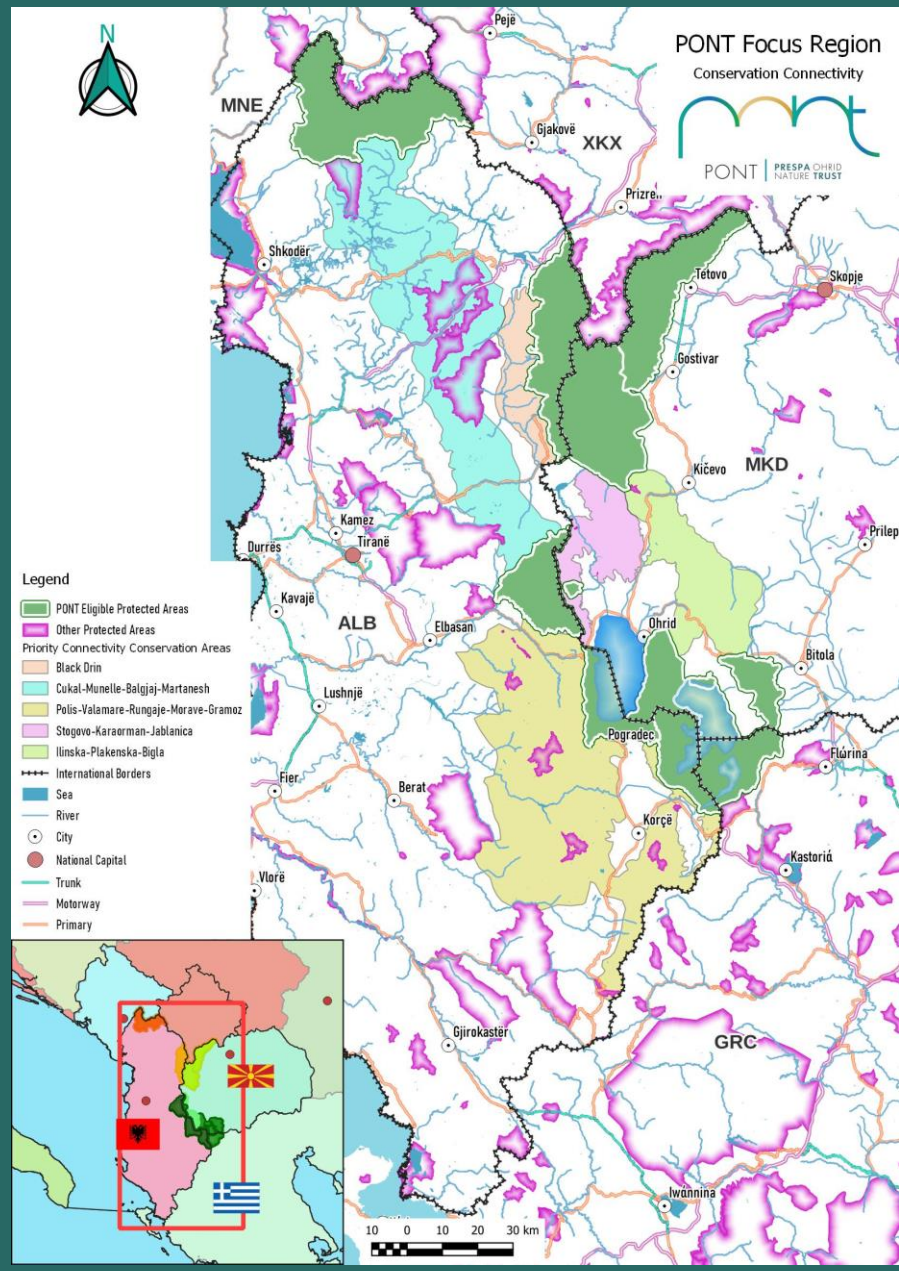 N
PONT Focus Region
Conservation Connectivity
PONT
PRESPA OHRID
NATURE TRUST
MNE
Pejë
Gjakovë
XKX
Prizren
Shkodër
Tetovo
Skopje
Gostivar
Kičevo
MKD
Prilep
Kamez
Tiranë
Durrës
Kavajë
ALB
Elbasan
Ohrid
Bitola
Lushnjë
Pogradec
Flúrina
Fier
Berat
Korçë
Kastoriá
Vlorë
Gjirokastër
GRC
Iwánnina
Legend
PONT Eligible Protected Areas
Other Protected Areas
Priority Connectivity Conservation Areas
Black Drin
Cukal-Munelle-Balgjaj-Martanesh
Polis-Valamare-Rungaje-Morave-Gramoz
Stogovo-Karaorman-Jablanica
Ilinska-Plakenska-Bigla
International Borders
Sea
River
City
National Capital
Trunk
Motorway
Primary
10 0 10 20 30 km